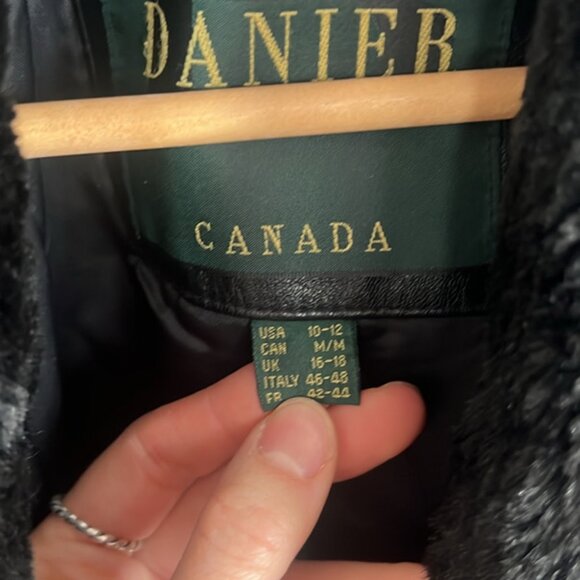 DANIER
CANADA
USA 10-12
CAN M/M
UK 16-18
ITALY 46-48
FR 42-44